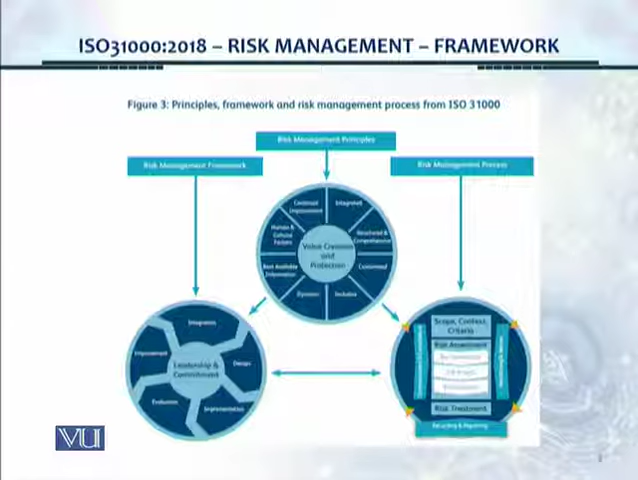 ISO31000:2018 – RISK MANAGEMENT – FRAMEWORK
Figure 3: Principles, framework and risk management process from ISO 31000
Risk Management Principles
Risk Management Framework
Risk Management Process
Continual
Improvement
Integrated
Human &
Cultural
Factors
Structured &
Comprehensive
Value Creation
and
Protection
Best Available
Information
Customized
Dynamic
Inclusive
Integration
Improvement
Design
Leadership &
Commitment
Evaluation
Implementation
Scope, Context,
Criteria
Risk Assessment
Risk Treatment
Recording & Reporting
VU